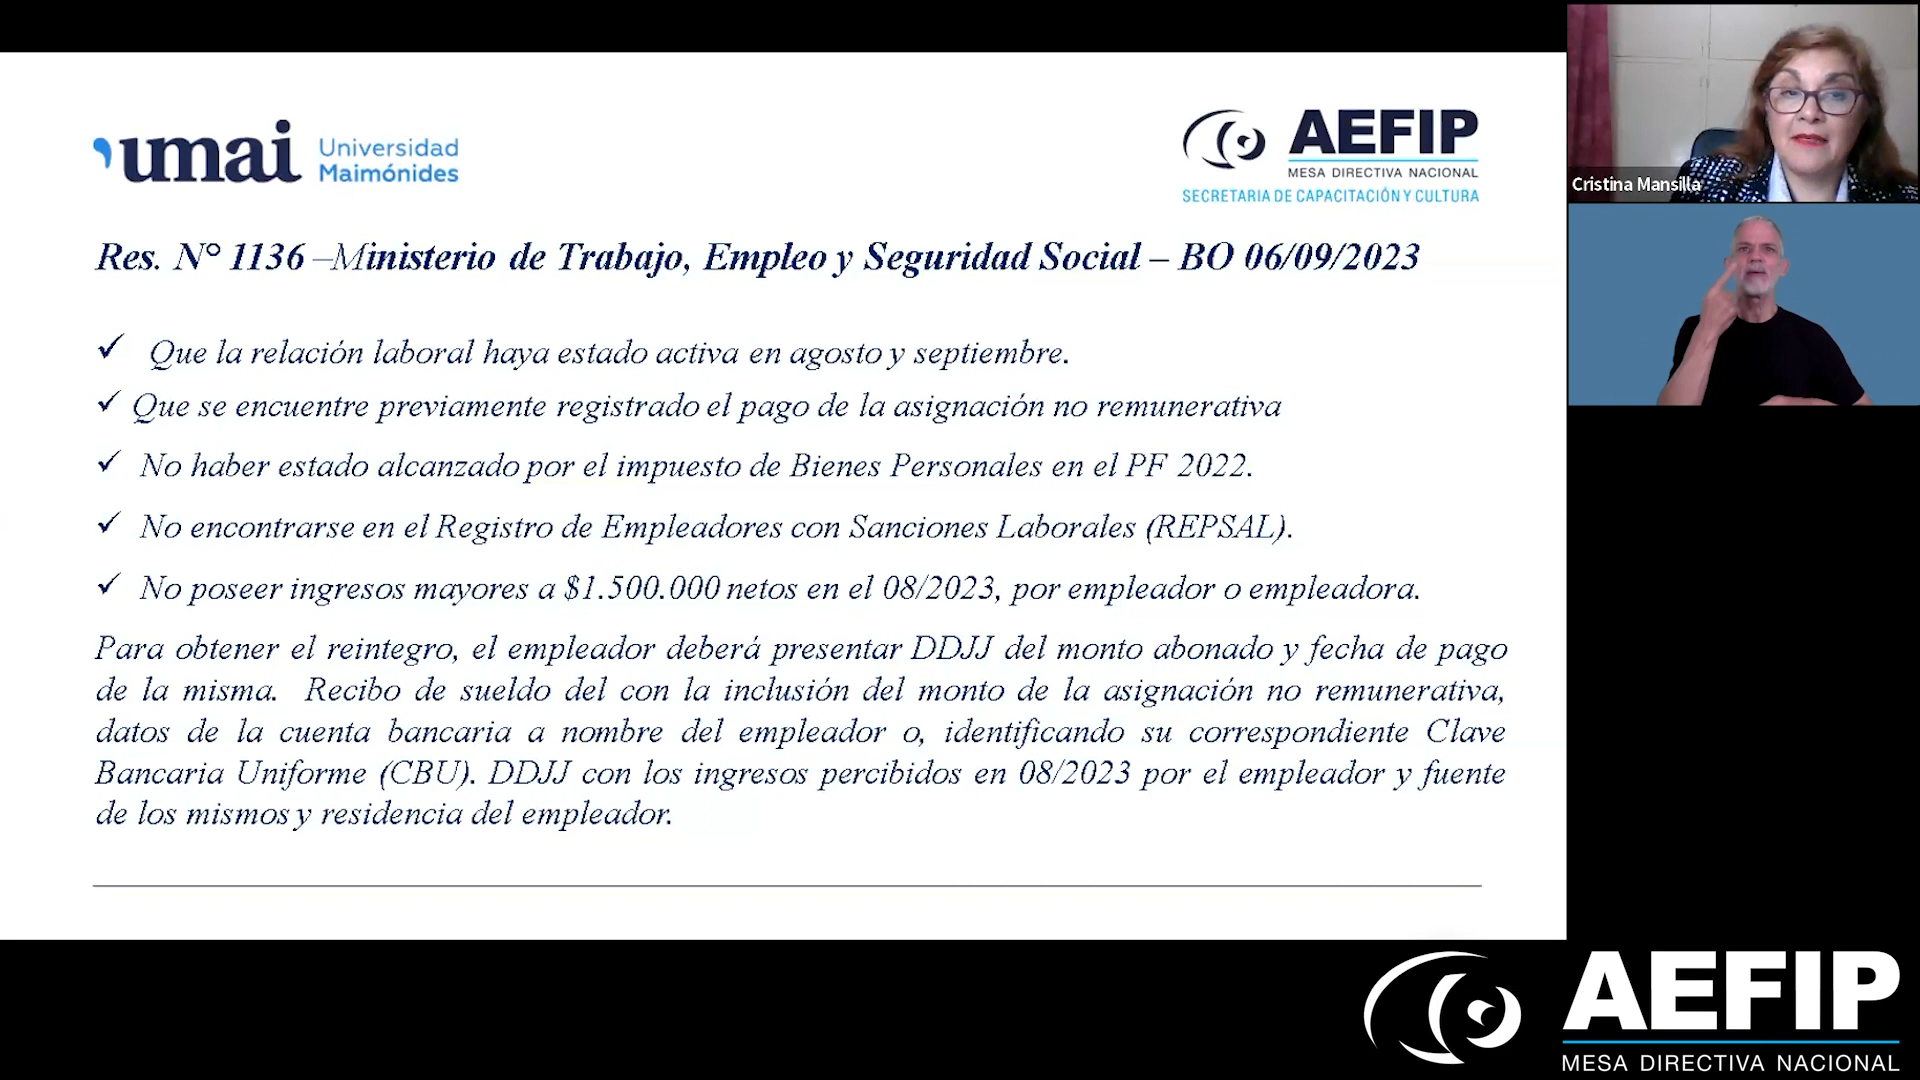 umai Universidad Maimónides
AEFIP
MESA DIRECTIVA NACIONAL
SECRETARIA DE CAPACITACIÓN Y CULTURA
Res. N° 1136 –Ministerio de Trabajo, Empleo y Seguridad Social – BO 06/09/2023
✓ Que la relación laboral haya estado activa en agosto y septiembre.
✓ Que se encuentre previamente registrado el pago de la asignación no remunerativa
✓ No haber estado alcanzado por el impuesto de Bienes Personales en el PF 2022.
✓ No encontrarse en el Registro de Empleadores con Sanciones Laborales (REPSAL).
✓ No poseer ingresos mayores a $1.500.000 netos en el 08/2023, por empleador o empleadora.
Para obtener el reintegro, el empleador deberá presentar DDJJ del monto abonado y fecha de pago
de la misma. Recibo de sueldo del con la inclusión del monto de la asignación no remunerativa,
datos de la cuenta bancaria a nombre del empleador o, identificando su correspondiente Clave
Bancaria Uniforme (CBU). DDJJ con los ingresos percibidos en 08/2023 por el empleador y fuente
de los mismos y residencia del empleador.
Cristina Mansilla
AEFIP
MESA DIRECTIVA NACIONAL